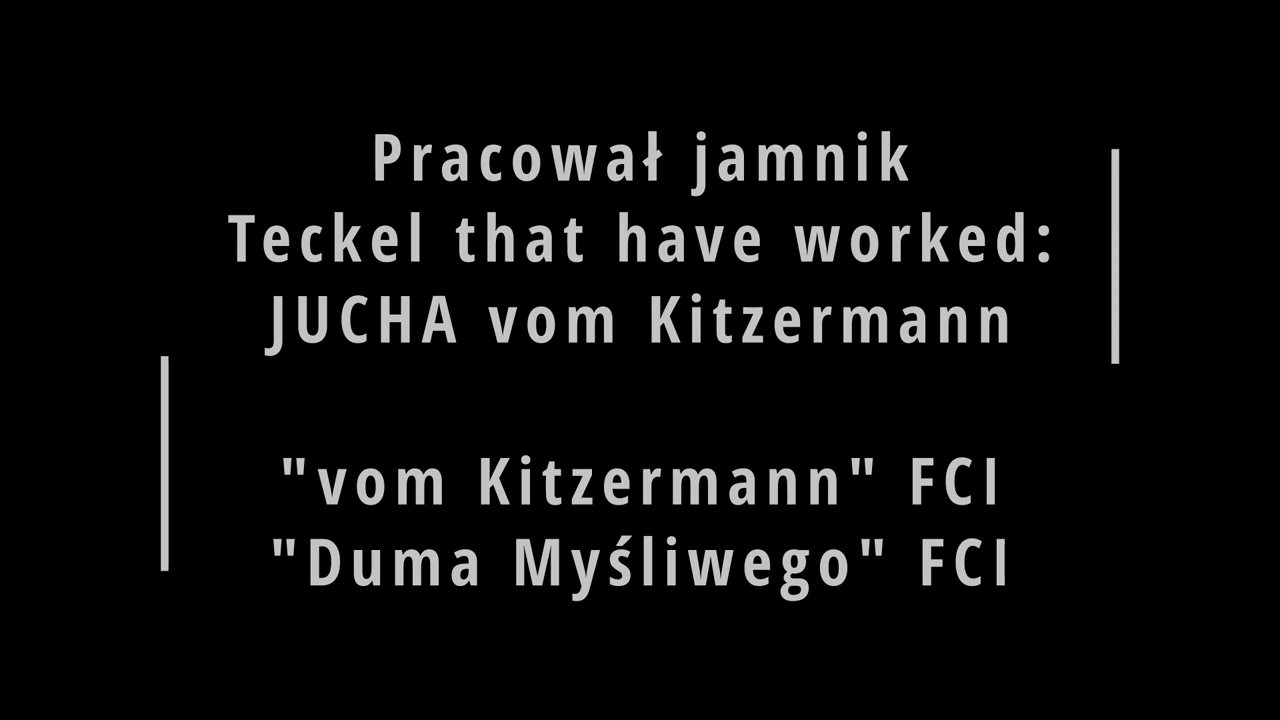 Pracował jamnik
Teckel that have worked:
JUCHA vom Kitzermann
"vom Kitzermann" FCI
"Duma Myśliwego" FCI